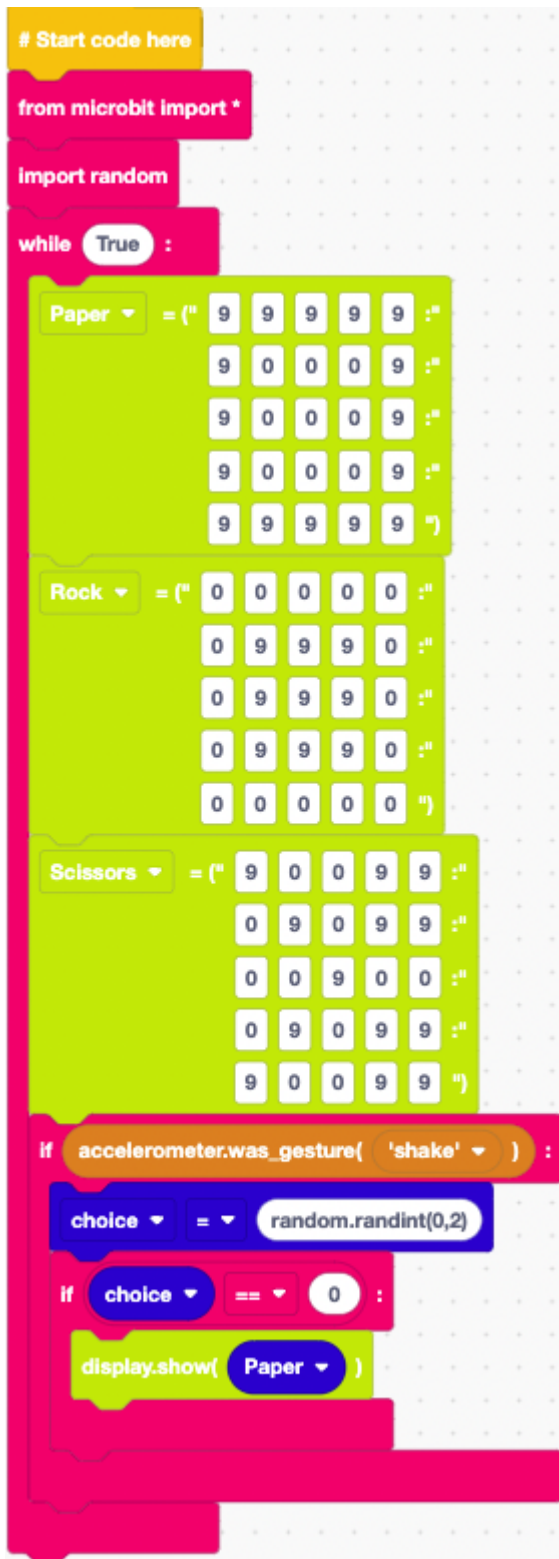 # Start code here
from microbit import *
import random
while True :
Paper = (" 9 9 9 9 9 :"
9 0 0 0 9 :"
9 0 0 0 9 :"
9 0 0 0 9 :"
9 9 9 9 9 ")
Rock = (" 0 0 0 0 0 :"
0 9 9 9 0 :"
0 9 9 9 0 :"
0 9 9 9 0 :"
0 0 0 0 0 ")
Scissors = (" 9 0 0 9 9 :"
0 9 0 9 9 :"
0 0 9 0 0 :"
0 9 0 9 9 :"
9 0 0 9 9 ")
if accelerometer.was_gesture( 'shake' ) :
choice = random.randint(0,2)
if choice == 0 :
display.show( Paper )